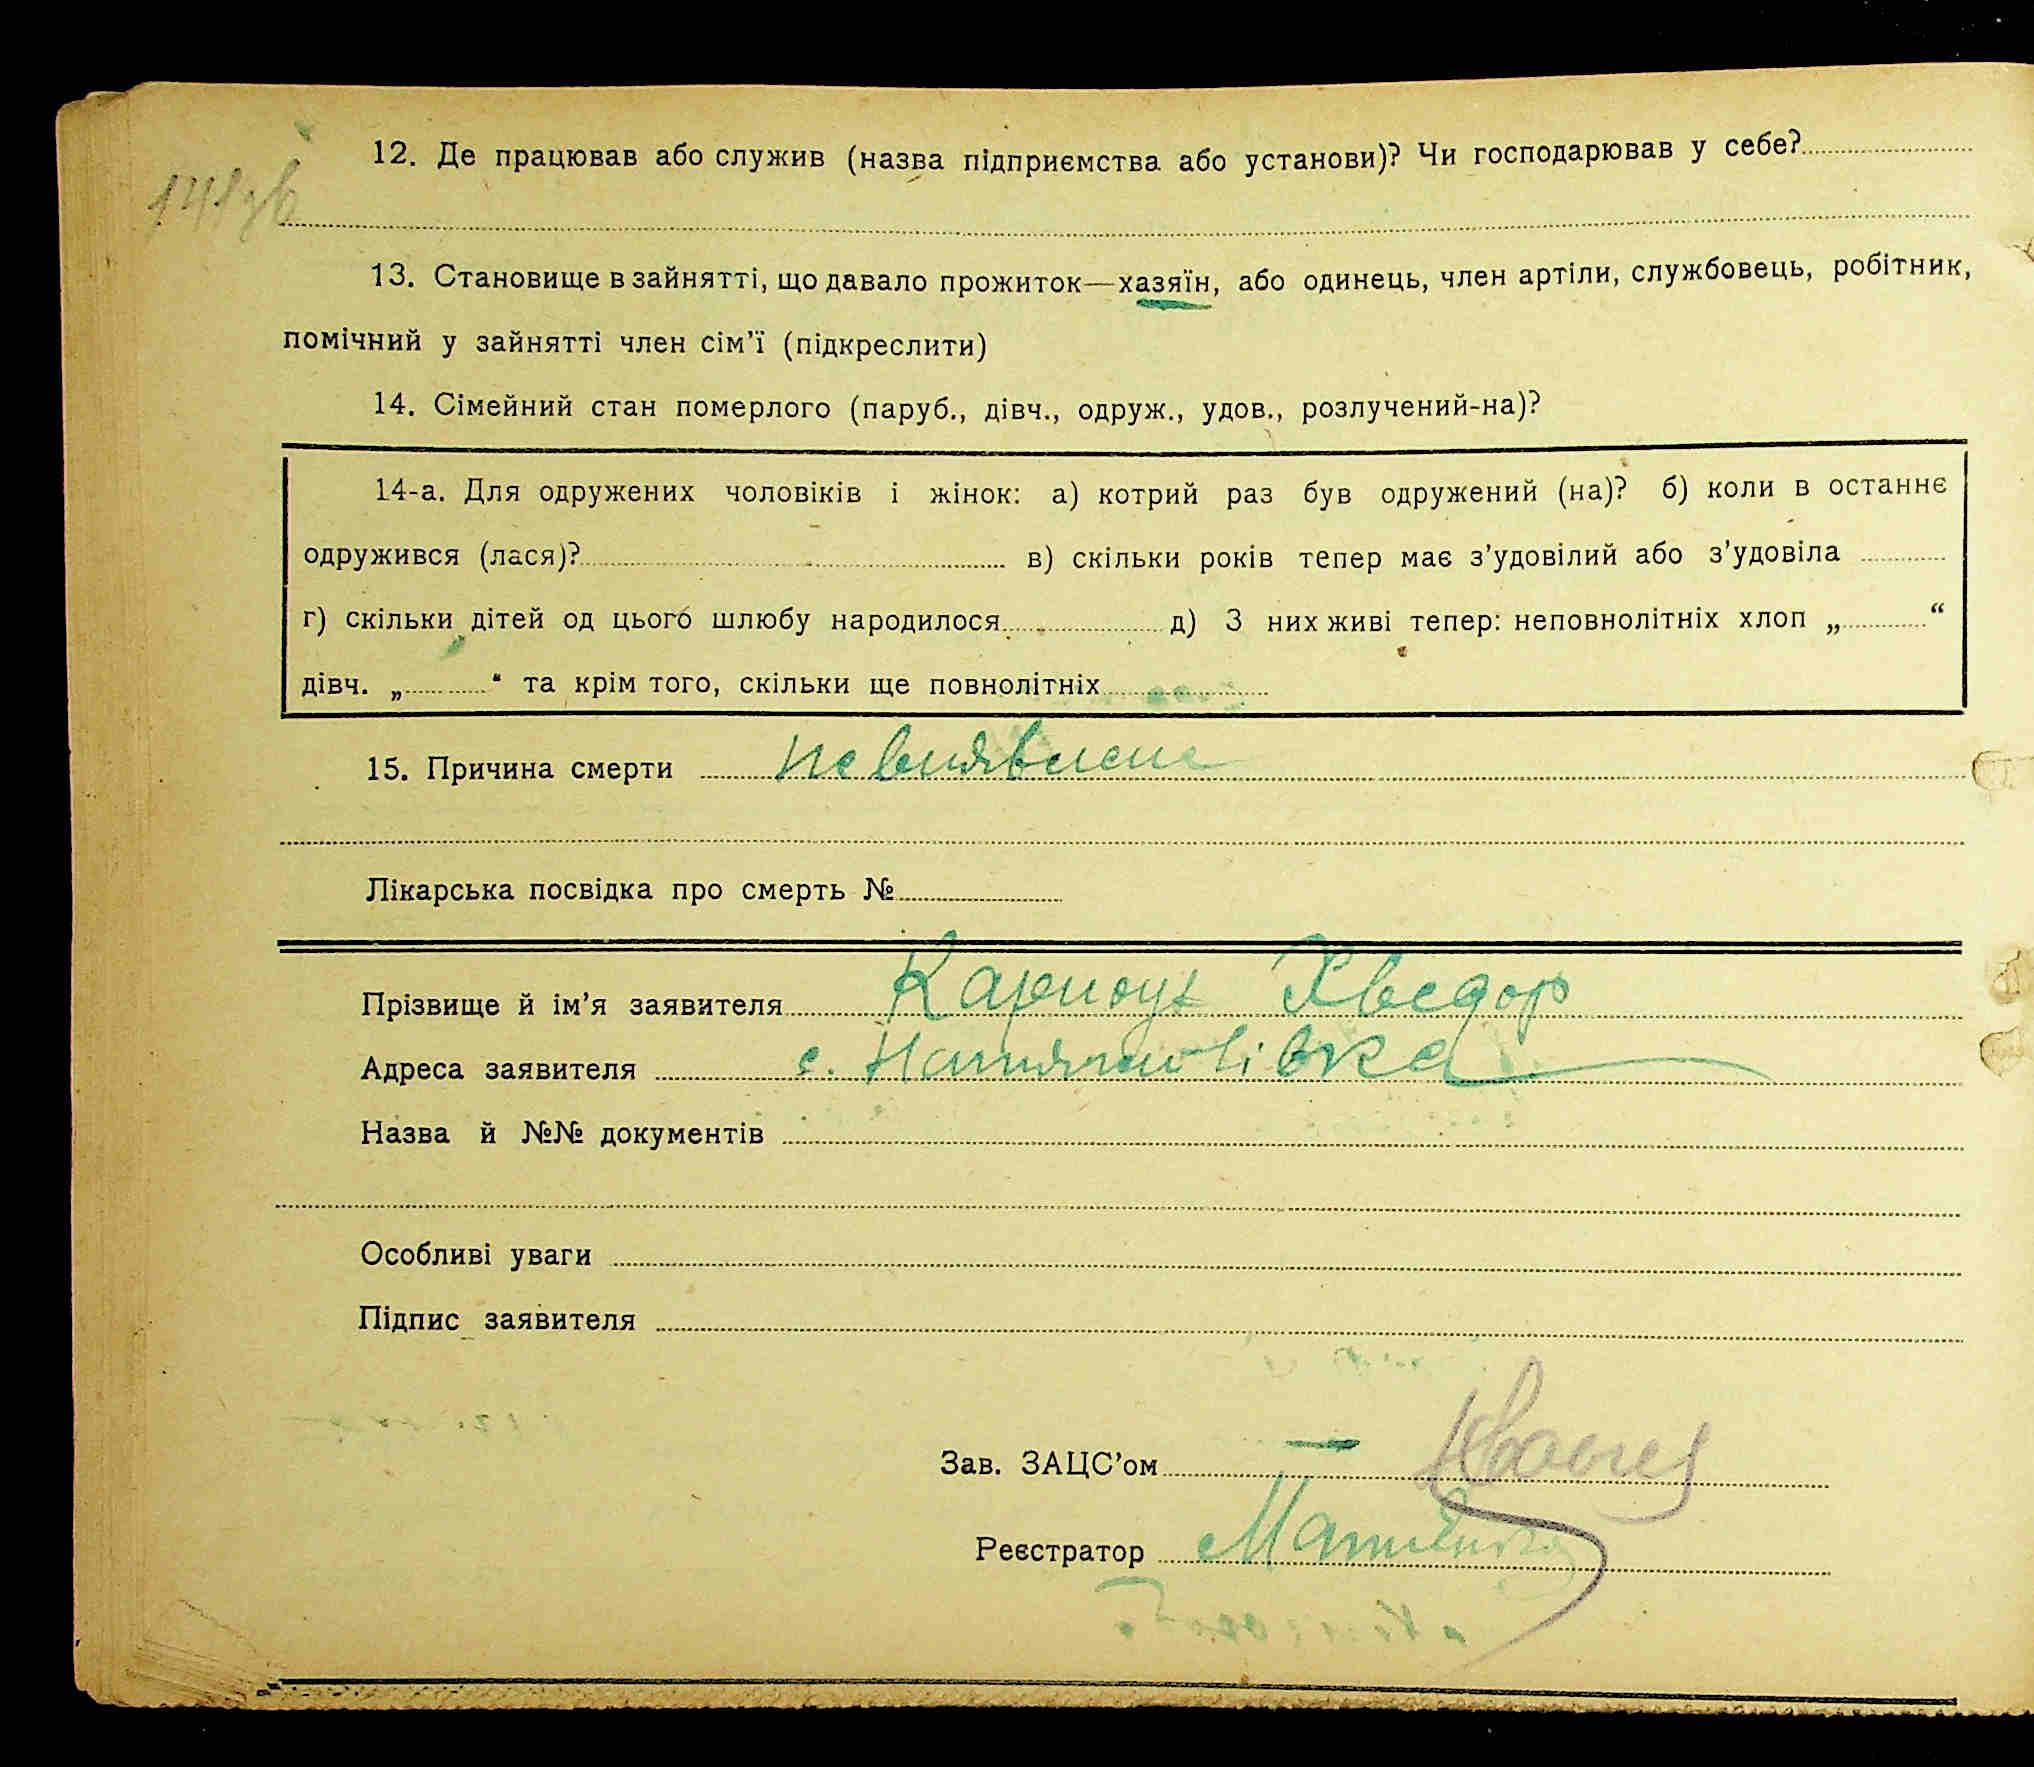 141 зв
12. Де працював або служив (назва підприємства або установи)? Чи господарював у себе?
13. Становище в зайнятті, що давало прожиток—хазяїн, або одинець, член артіли, службовець, робітник,
помічний у зайнятті член сім’ї (підкреслити)
14. Сімейний стан померлого (паруб., дівч., одруж., удов., розлучений-на)?
14-а. Для одружених чоловіків і жінок: а) котрий раз був одружений (на)? б) коли в останнє
одружився (лася)? в) скільки років тепер має з’удовілий або з’удовіла
г) скільки дітей од цього шлюбу народилося д) З них живі тепер: неповнолітніх хлоп „ “
дівч. „ “ та крім того, скільки ще повнолітніх
15. Причина смерти невиявлене
Лікарська посвідка про смерть №
Прізвище й ім’я заявителя Карпоух Хведор
Адреса заявителя с.
Назва й №№ документів
Особливі уваги
Підпис заявителя
Зав. ЗАЦС’ом
Реєстратор